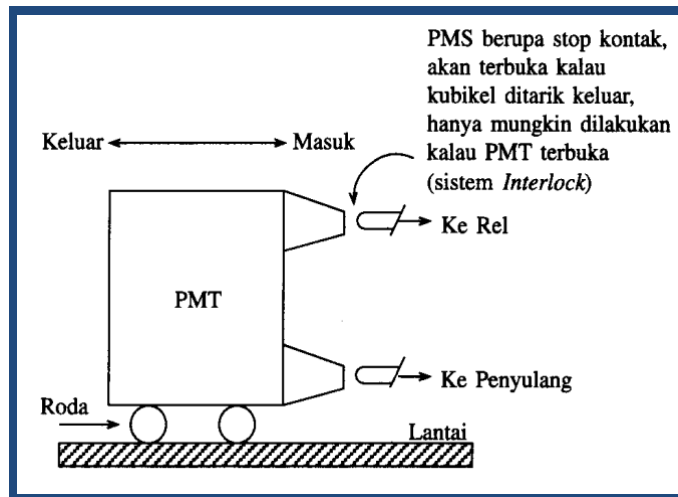 PMS berupa stop kontak,
akan terbuka kalau
kubikel ditarik keluar,
hanya mungkin dilakukan
kalau PMT terbuka
(sistem Interlock)
Keluar
Masuk
Ke Rel
PMT
Ke Penyulang
Roda
Lantai